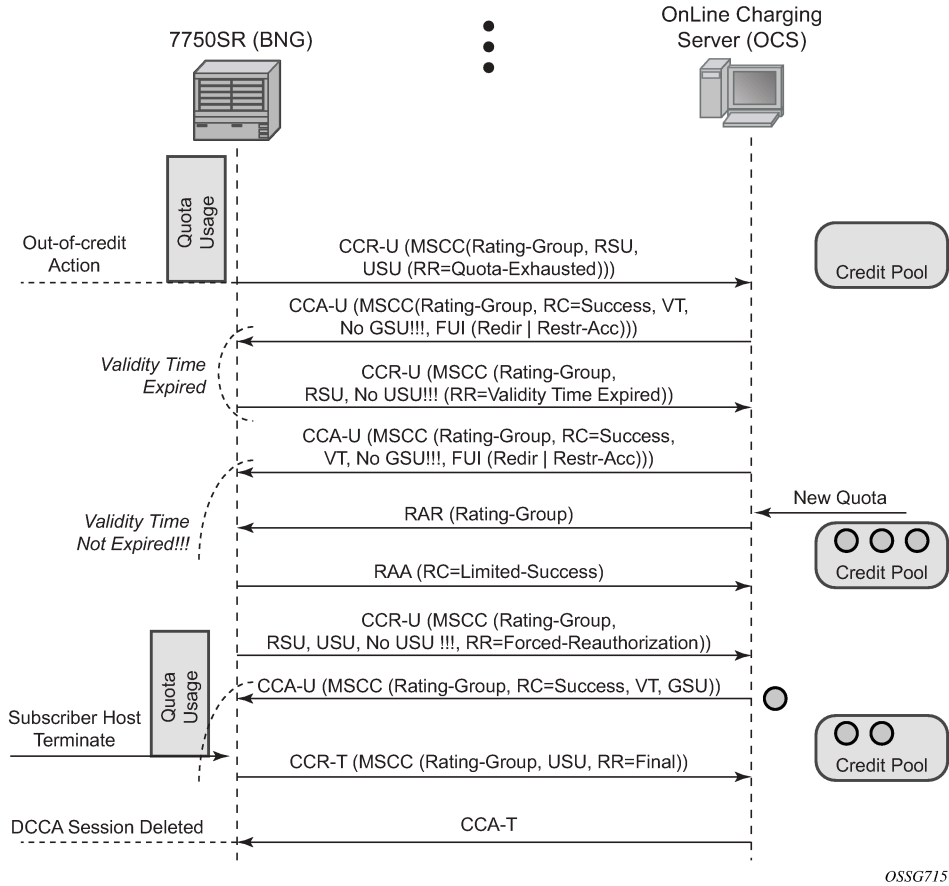 OnLine Charging
Server (OCS)
7750SR (BNG)
Quota
Usage
Out-of-credit
Action
CCR-U (MSCC(Rating-Group, RSU,
USU (RR=Quota-Exhausted)))
Credit Pool
CCA-U (MSCC(Rating-Group, RC=Success, VT,
No GSU!!!, FUI (Redir | Restr-Acc)))
Validity Time
Expired
CCR-U (MSCC (Rating-Group,
RSU, No USU!!! (RR=Validity Time Expired))
CCA-U (MSCC (Rating-Group, RC=Success,
VT, No GSU!!!, FUI (Redir | Restr-Acc)))
New Quota
Validity Time
Not Expired!!!
RAR (Rating-Group)
Credit Pool
RAA (RC=Limited-Success)
CCR-U (MSCC (Rating-Group,
RSU, USU, No USU !!!, RR=Forced-Reauthorization))
Quota
Usage
CCA-U (MSCC (Rating-Group, RC=Success, VT, GSU))
Subscriber Host
Terminate
CCR-T (MSCC (Rating-Group, USU, RR=Final))
Credit Pool
DCCA Session Deleted
CCA-T
OSSG715